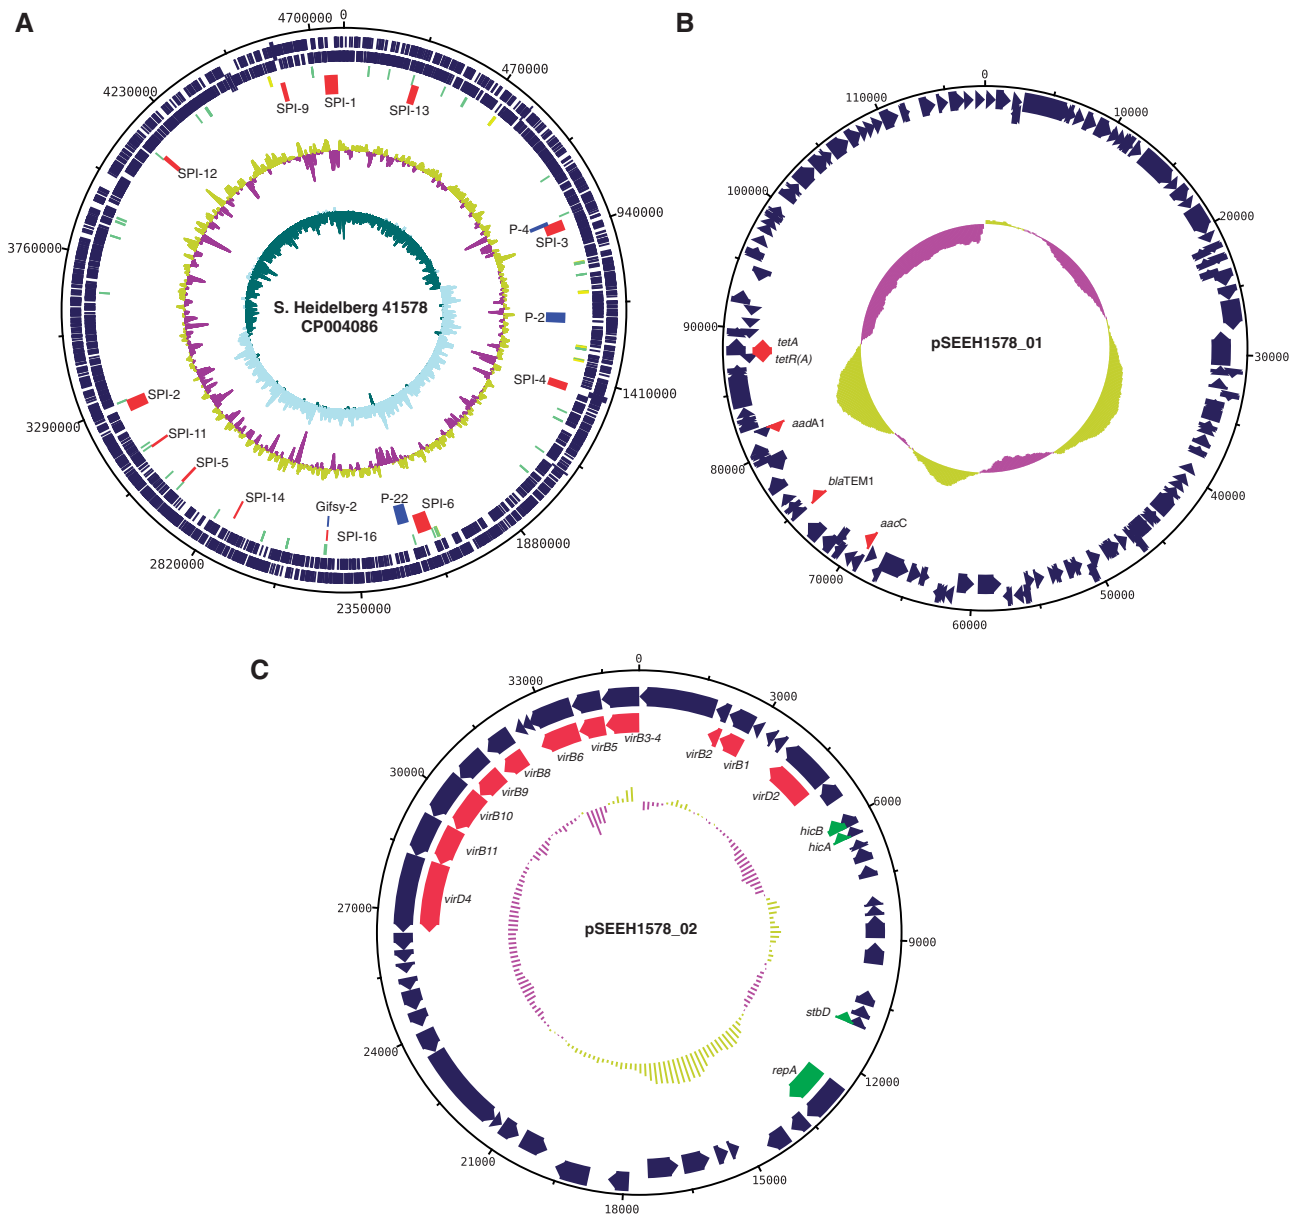 A
4700000
0
470000
4230000
SPI-9
SPI-1
SPI-13
SPI-12
940000
P-4
SPI-3
3760000
S. Heidelberg 41578
CP004086
P-2
SPI-4
1410000
SPI-2
3290000
SPI-11
SPI-5
SPI-14
Gifsy-2
P-22
SPI-6
SPI-16
1880000
2820000
2350000
B
0
110000
10000
100000
20000
90000
tetA
tetR(A)
pSEEH1578_01
30000
aadA1
80000
blaTEM1
40000
aacC
70000
50000
60000
C
0
33000
3000
virB3-4
virB5
virB6
virB2
virB1
virB8
30000
virB9
virD2
6000
virB10
hicB
hicA
virB11
virD4
27000
pSEEH1578_02
9000
stbD
24000
repA
12000
21000
15000
18000